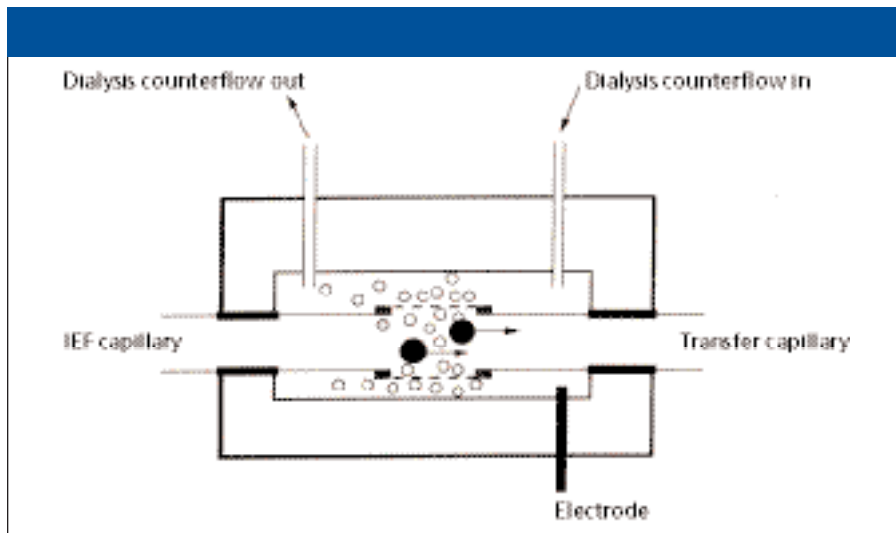 Dialysis counterflow out
Dialysis counterflow in
IEF capillary
Transfer capillary
Electrode